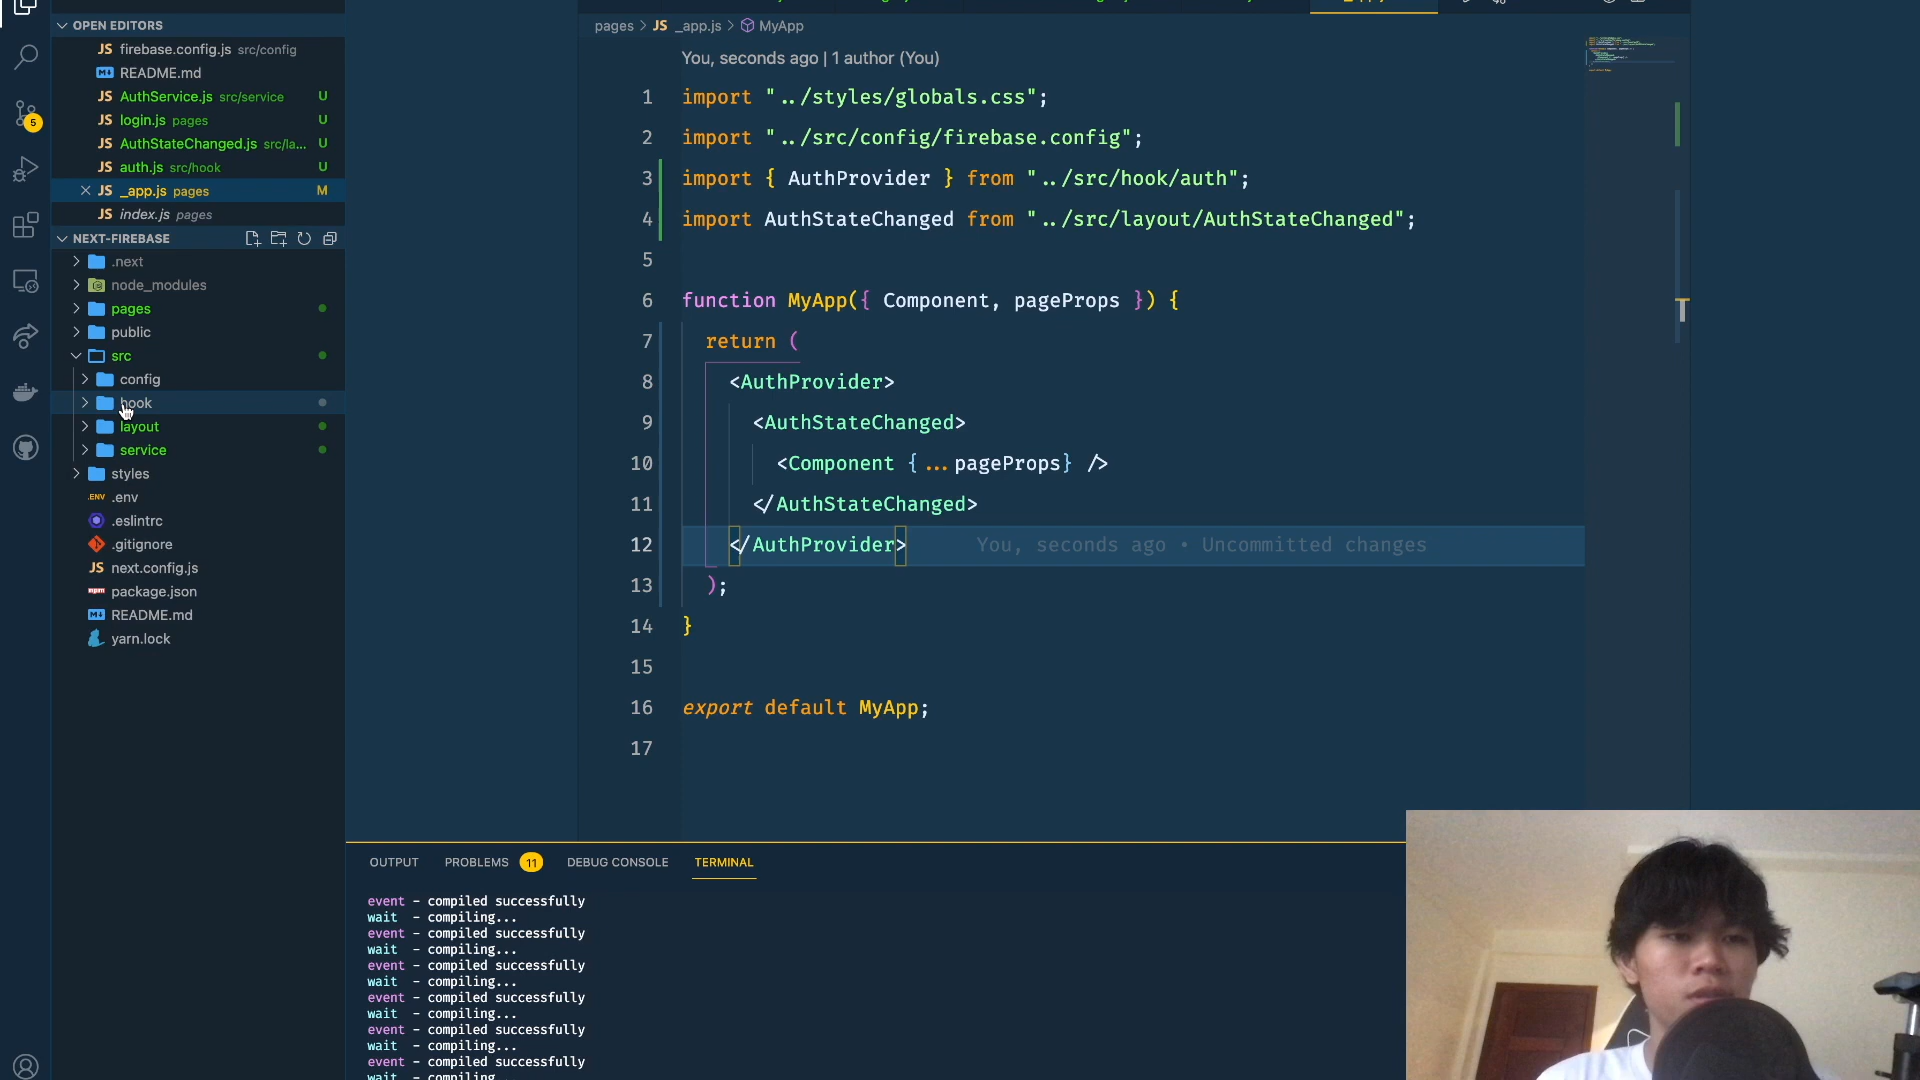 OPEN EDITORS
JS firebase.config.js src/config
README.md
JS AuthService.js src/service U
JS login.js pages U
JS AuthStateChanged.js src/la... U
JS auth.js src/hook U
JS _app.js pages M
JS index.js pages
NEXT-FIREBASE
.next
node_modules
pages
public
src
config
hook
layout
service
styles
.ENV .env
.eslintrc
.gitignore
JS next.config.js
package.json
README.md
yarn.lock
5
pages > JS _app.js > MyApp
You, seconds ago | 1 author (You)
1 import "../styles/globals.css";
2 import "../src/config/firebase.config";
3 import { AuthProvider } from "../src/hook/auth";
4 import AuthStateChanged from "../src/layout/AuthStateChanged";
5
6 function MyApp({ Component, pageProps }) {
7 return (
8 <AuthProvider>
9 <AuthStateChanged>
10 <Component {...pageProps} />
11 </AuthStateChanged>
12 </AuthProvider> You, seconds ago • Uncommitted changes
13 );
14 }
15
16 export default MyApp;
17
OUTPUT PROBLEMS 11 DEBUG CONSOLE TERMINAL
event - compiled successfully
wait - compiling...
event - compiled successfully
wait - compiling...
event - compiled successfully
wait - compiling...
event - compiled successfully
wait - compiling...
event - compiled successfully
wait - compiling...
event - compiled successfully
wait - compiling...